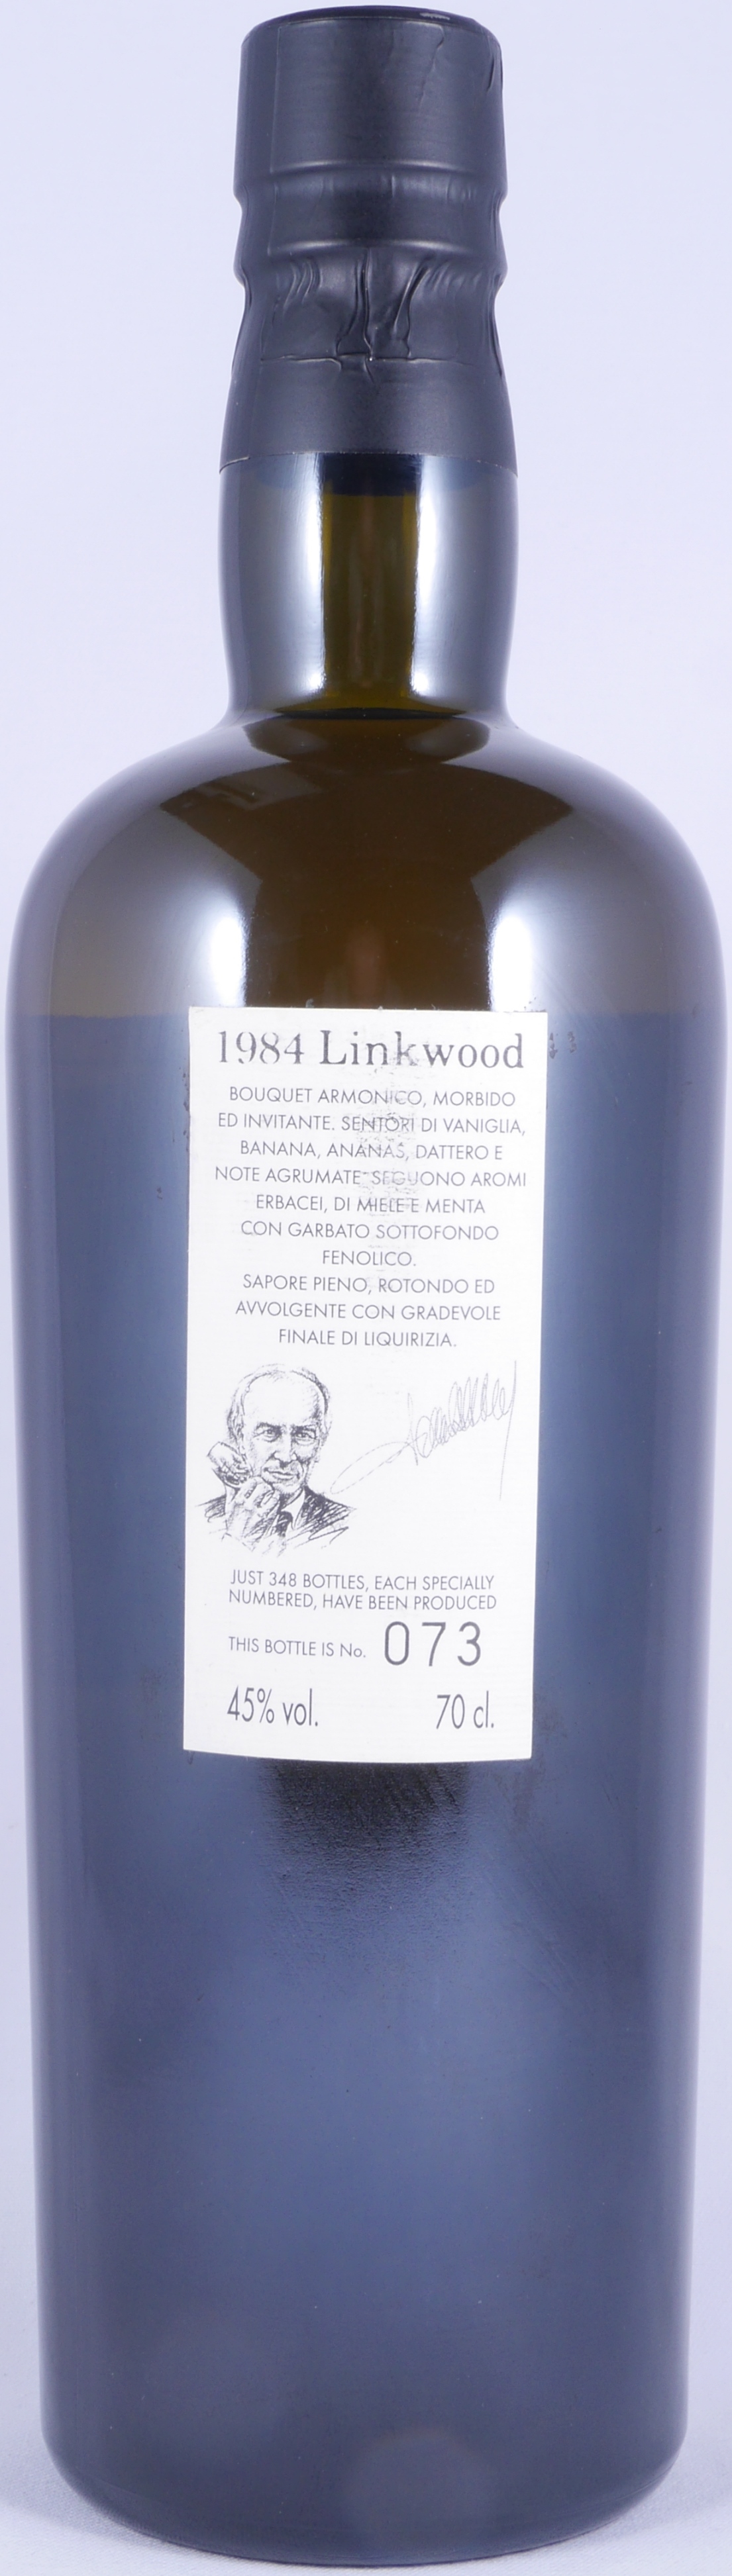 1984 Linkwood
BOUQUET ARMONICO, MORBIDO
ED INVITANTE. SENTORI DI VANIGLIA,
BANANA, ANANAS, DATTERO E
NOTE AGRUMATE SEGUONO AROMI
ERBACEI, DI MIELE E MENTA
CON GARBATO SOTTOFONDO
FENOLICO.
SAPORE PIENO, ROTONDO ED
AVVOLGENTE CON GRADEVOLE
FINALE DI LIQUIRIZIA.
JUST 348 BOTTLES, EACH SPECIALLY
NUMBERED, HAVE BEEN PRODUCED
THIS BOTTLE IS No. 073
45% vol. 70 cl.